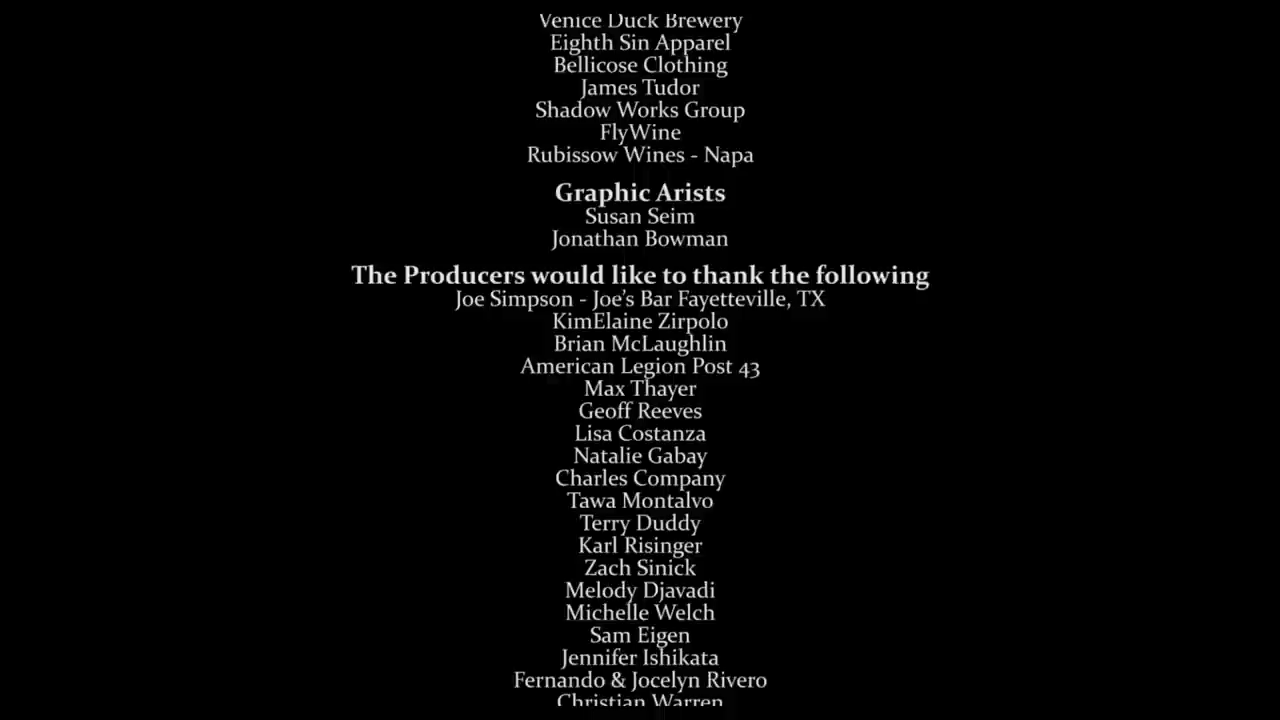 Venice Duck Brewery
Eighth Sin Apparel
Bellicose Clothing
James Tudor
Shadow Works Group
FlyWine
Rubissow Wines - Napa
Graphic Arists
Susan Seim
Jonathan Bowman
The Producers would like to thank the following
Joe Simpson - Joe's Bar Fayetteville, TX
KimElaine Zirpolo
Brian McLaughlin
American Legion Post 43
Max Thayer
Geoff Reeves
Lisa Costanza
Natalie Gabay
Charles Company
Tawa Montalvo
Terry Duddy
Karl Risinger
Zach Sinick
Melody Djavadi
Michelle Welch
Sam Eigen
Jennifer Ishikata
Fernando & Jocelyn Rivero
Christian Warren